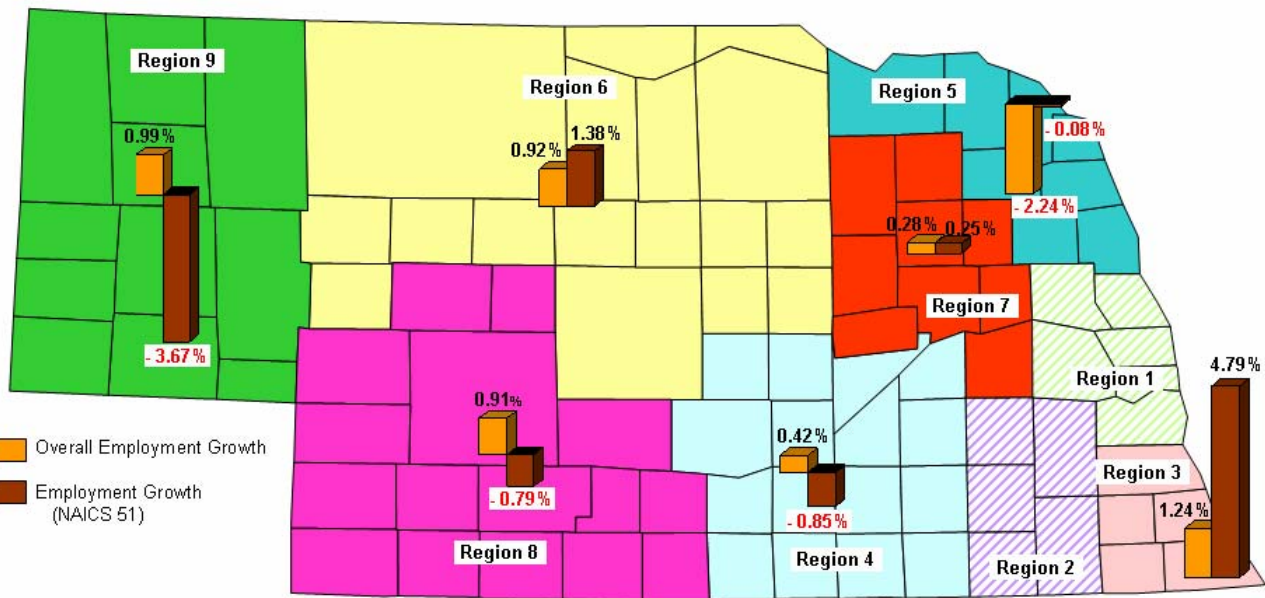 Region 9
0.99%
- 3.67%
Region 6
0.92%
1.38%
Region 5
- 0.08%
- 2.24%
0.28%
0.25%
Region 7
Region 1
4.79%
Region 3
1.24%
0.91%
- 0.79%
Region 8
0.42%
- 0.85%
Region 4
Region 2
Overall Employment Growth
Employment Growth
(NAICS 51)